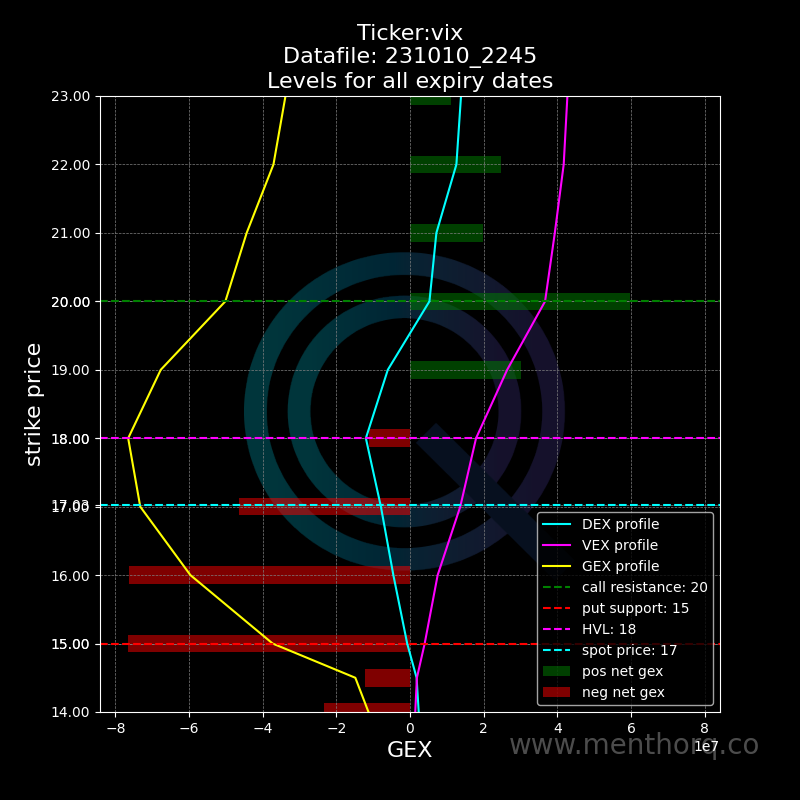 Ticker:vix
Datafile: 231010_2245
Levels for all expiry dates
23.00
22.00
21.00
20.00
19.00
18.00
17.03
17.00
16.00
15.00
14.00
strike price
DEX profile
VEX profile
GEX profile
call resistance: 20
put support: 15
HVL: 18
spot price: 17
pos net gex
neg net gex
−8 −6 −4 −2 0 2 4 6 8
1e7
GEX
www.menthorq.co